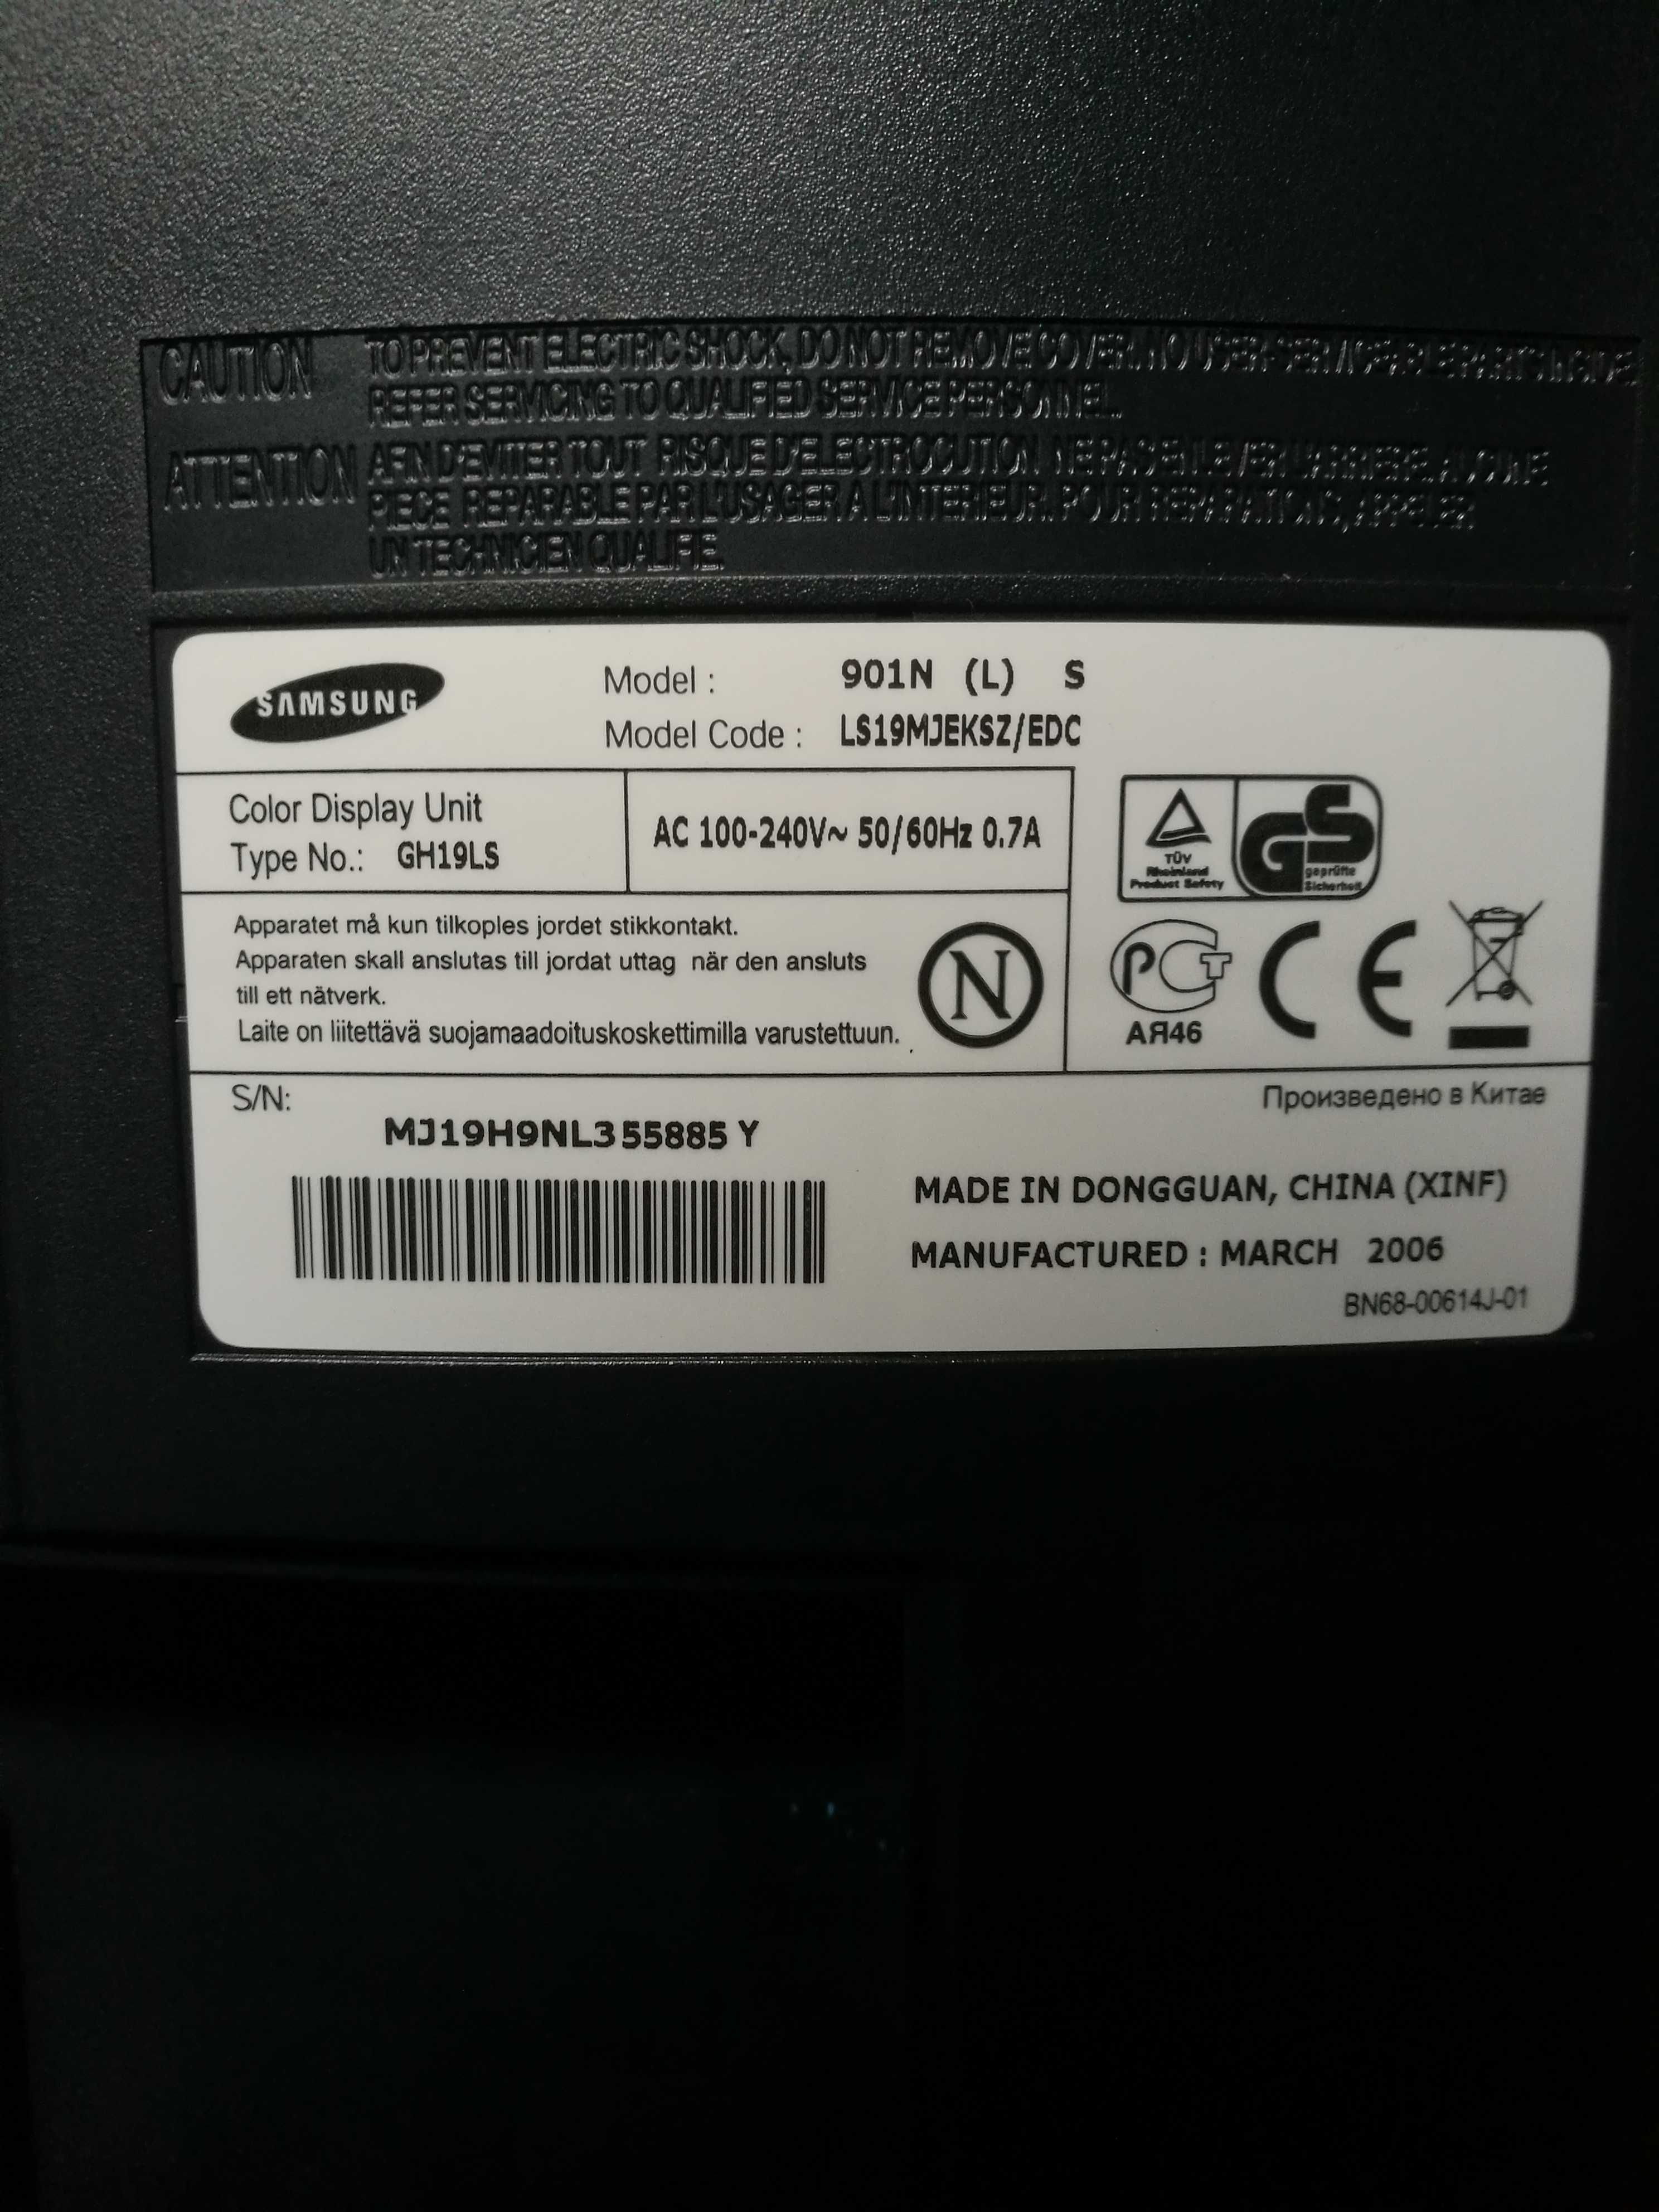 CAUTION TO PREVENT ELECTRIC SHOCK, DO NOT REMOVE COVER. NO USER-SERVICEABLE PARTS INSIDE.
REFER SERVICING TO QUALIFIED SERVICE PERSONNEL.
ATTENTION AFIN D'EVITER TOUT RISQUE D'ELECTROCUTION NE PAS ENLEVER L'ARRIERE. AUCUNE
PIECE REPARABLE PAR L'USAGER A L'INTERIEUR. POUR REPARATIONS, APPELER
UN TECHNICIEN QUALIFIE.
SAMSUNG
Model : 901N (L) S
Model Code : LS19MJEKSZ/EDC
Color Display Unit
Type No.: GH19LS
AC 100-240V~ 50/60Hz 0.7A
TÜV
Rheinland
Product Safety
GS
geprüfte
Sicherheit
Apparatet må kun tilkoples jordet stikkontakt.
Apparaten skall anslutas till jordat uttag när den ansluts
till ett nätverk.
Laite on liitettävä suojamaadoituskoskettimilla varustettuun.
N
PCT
АЯ46
CE
S/N:
MJ19H9NL355885 Y
Произведено в Китае
MADE IN DONGGUAN, CHINA (XINF)
MANUFACTURED : MARCH 2006
BN68-00614J-01